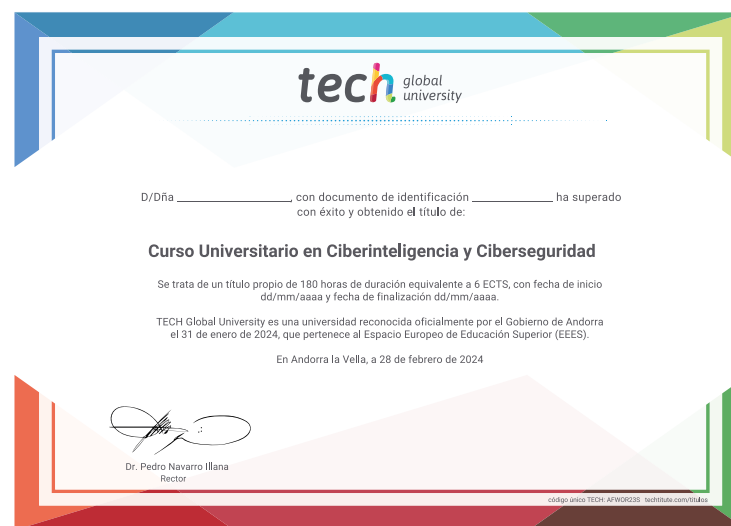 tech global university
D/Dña ____________________, con documento de identificación ______________ ha superado
con éxito y obtenido el título de:
Curso Universitario en Ciberinteligencia y Ciberseguridad
Se trata de un título propio de 180 horas de duración equivalente a 6 ECTS, con fecha de inicio
dd/mm/aaaa y fecha de finalización dd/mm/aaaa.
TECH Global University es una universidad reconocida oficialmente por el Gobierno de Andorra
el 31 de enero de 2024, que pertenece al Espacio Europeo de Educación Superior (EEES).
En Andorra la Vella, a 28 de febrero de 2024
Dr. Pedro Navarro Illana
Rector
código único TECH: AFWOR23S techtitute.com/titulos